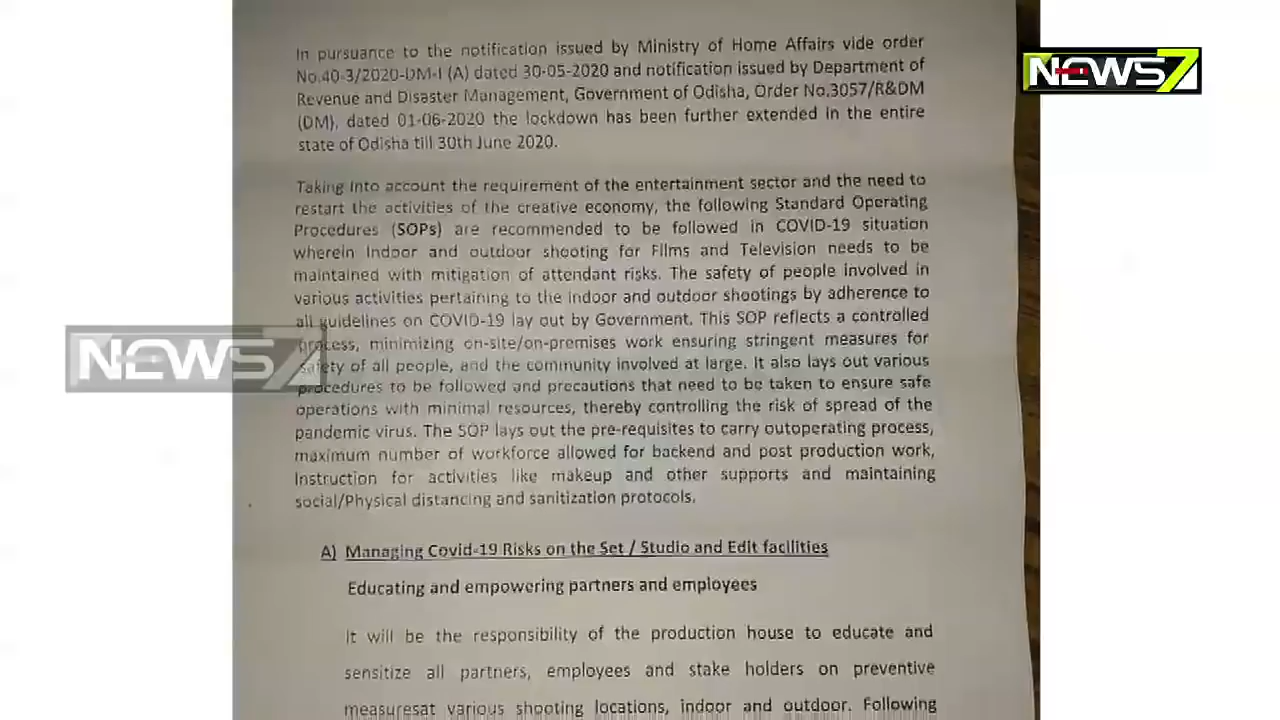 In pursuance to the notification issued by Ministry of Home Affairs vide order
No.40-3/2020-DM-I (A) dated 30-05-2020 and notification issued by Department of
Revenue and Disaster Management, Government of Odisha, Order No.3057/R&DM
(DM), dated 01-06-2020 the lockdown has been further extended in the entire
state of Odisha till 30th June 2020.
Taking into account the requirement of the entertainment sector and the need to
restart the activities of the creative economy, the following Standard Operating
Procedures (SOPs) are recommended to be followed in COVID-19 situation
wherein indoor and outdoor shooting for Films and Television needs to be
maintained with mitigation of attendant risks. The safety of people involved in
various activities pertaining to the indoor and outdoor shootings by adherence to
all guidelines on COVID-19 lay out by Government. This SOP reflects a controlled
process, minimizing on-site/on-premises work ensuring stringent measures for
safety of all people, and the community involved at large. It also lays out various
procedures to be followed and precautions that need to be taken to ensure safe
operations with minimal resources, thereby controlling the risk of spread of the
pandemic virus. The SOP lays out the pre-requisites to carry outoperating process,
maximum number of workforce allowed for backend and post production work,
Instruction for activities like makeup and other supports and maintaining
social/Physical distancing and sanitization protocols.
A) Managing Covid-19 Risks on the Set / Studio and Edit facilities
Educating and empowering partners and employees
It will be the responsibility of the production house to educate and
sensitize all partners, employees and stake holders on preventive
measuresat various shooting locations, indoor and outdoor. Following
NEWS7
NEWS7